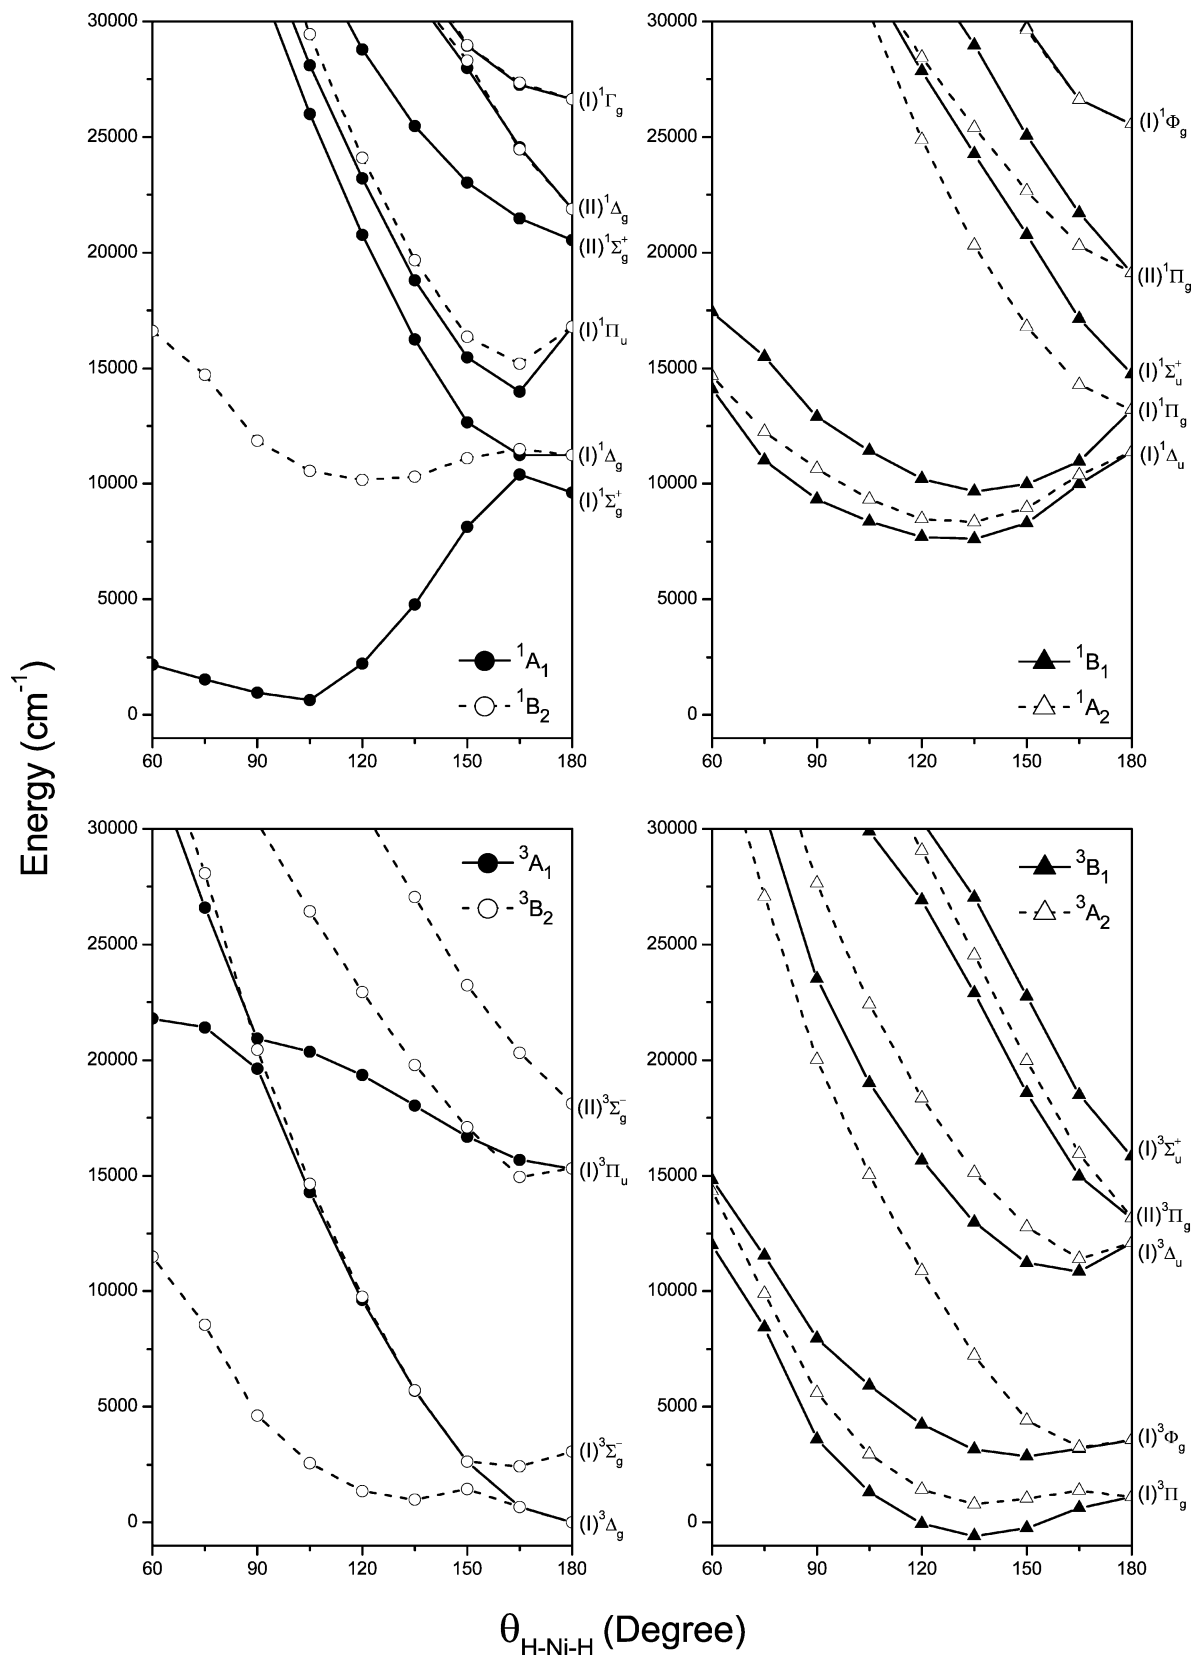 Energy (cm⁻¹)
30000
25000
20000
15000
10000
5000
0
60 90 120 150 180
(I)¹Γg
(II)¹Δg
(II)¹Σg⁺
(I)¹Πu
(I)¹Δg
(I)¹Σg⁺
¹A₁
¹B₂
30000
25000
20000
15000
10000
5000
0
60 90 120 150 180
(I)¹Φg
(II)¹Πg
(I)¹Σu⁺
(I)¹Πg
(I)¹Δu
¹B₁
¹A₂
30000
25000
20000
15000
10000
5000
0
60 90 120 150 180
³A₁
³B₂
(II)³Σg⁻
(I)³Πu
(I)³Σg⁻
(I)³Δg
30000
25000
20000
15000
10000
5000
0
60 90 120 150 180
³B₁
³A₂
(I)³Σu⁺
(II)³Πg
(I)³Δu
(I)³Φg
(I)³Πg
θH-Ni-H (Degree)